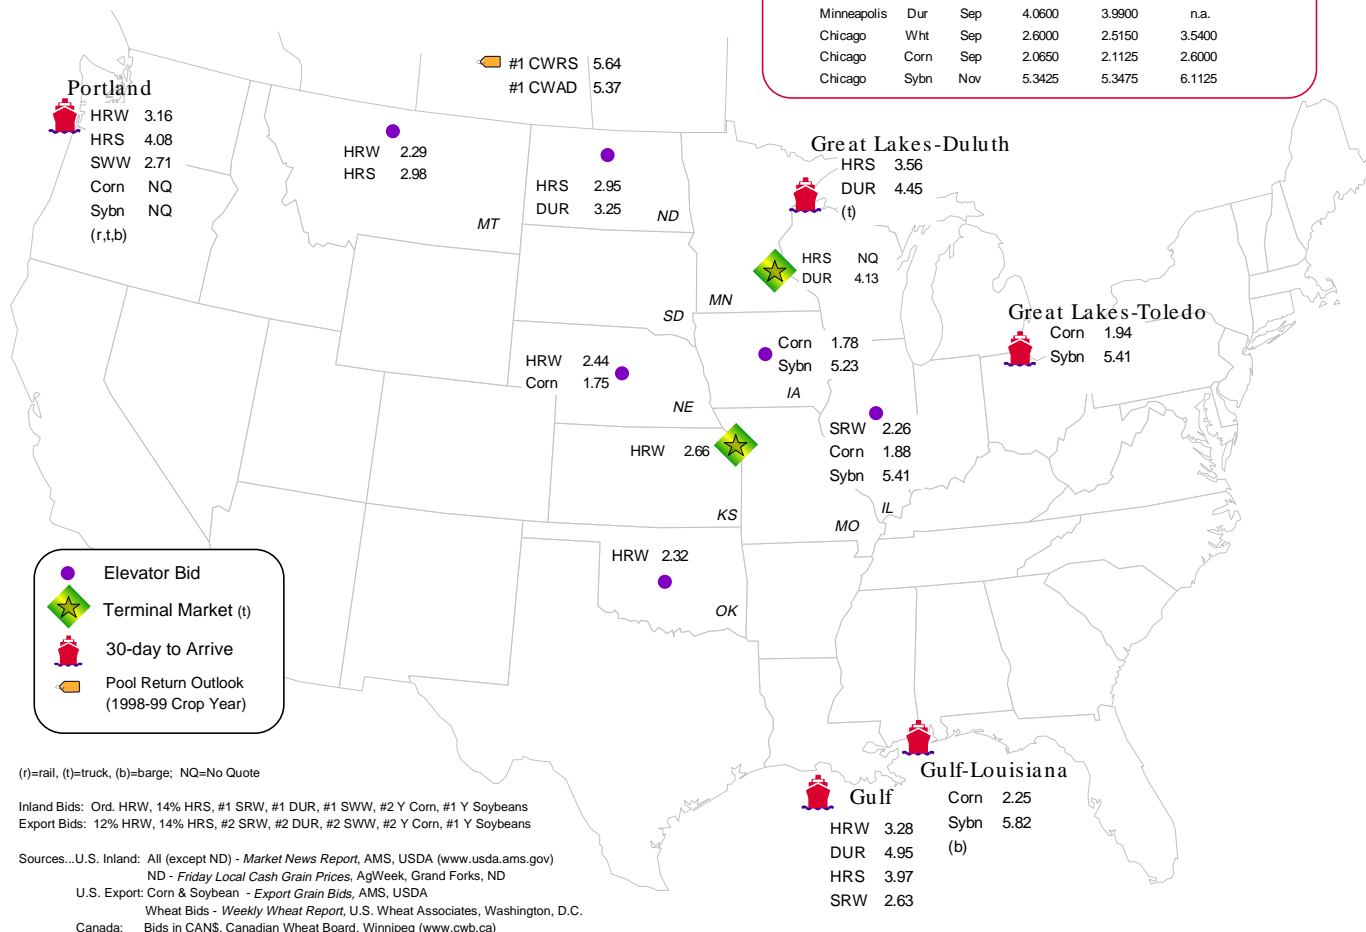 Minneapolis Dur Sep 4.0600 3.9900 n.a.
Chicago Wht Sep 2.6000 2.5150 3.5400
Chicago Corn Sep 2.0650 2.1125 2.6000
Chicago Sybn Nov 5.3425 5.3475 6.1125
#1 CWRS 5.64
#1 CWAD 5.37
Portland
HRW 3.16
HRS 4.08
SWW 2.71
Corn NQ
Sybn NQ
(r,t,b)
HRW 2.29
HRS 2.98
MT
HRS 2.95
DUR 3.25
ND
Great Lakes-Duluth
HRS 3.56
DUR 4.45
(t)
HRS NQ
DUR 4.13
MN
SD
Great Lakes-Toledo
Corn 1.94
Sybn 5.41
HRW 2.44
Corn 1.75
NE
Corn 1.78
Sybn 5.23
IA
SRW 2.26
Corn 1.88
Sybn 5.41
IL
HRW 2.66
KS
MO
HRW 2.32
OK
Elevator Bid
Terminal Market (t)
30-day to Arrive
Pool Return Outlook
(1998-99 Crop Year)
Gulf-Louisiana
Corn 2.25
Sybn 5.82
(b)
Gulf
HRW 3.28
DUR 4.95
HRS 3.97
SRW 2.63
(r)=rail, (t)=truck, (b)=barge; NQ=No Quote
Inland Bids: Ord. HRW, 14% HRS, #1 SRW, #1 DUR, #1 SWW, #2 Y Corn, #1 Y Soybeans
Export Bids: 12% HRW, 14% HRS, #2 SRW, #2 DUR, #2 SWW, #2 Y Corn, #1 Y Soybeans
Sources...U.S. Inland: All (except ND) - Market News Report, AMS, USDA (www.usda.ams.gov)
ND - Friday Local Cash Grain Prices, AgWeek, Grand Forks, ND
U.S. Export: Corn & Soybean - Export Grain Bids, AMS, USDA
Wheat Bids - Weekly Wheat Report, U.S. Wheat Associates, Washington, D.C.
Canada: Bids in CAN$, Canadian Wheat Board, Winnipeg (www.cwb.ca)